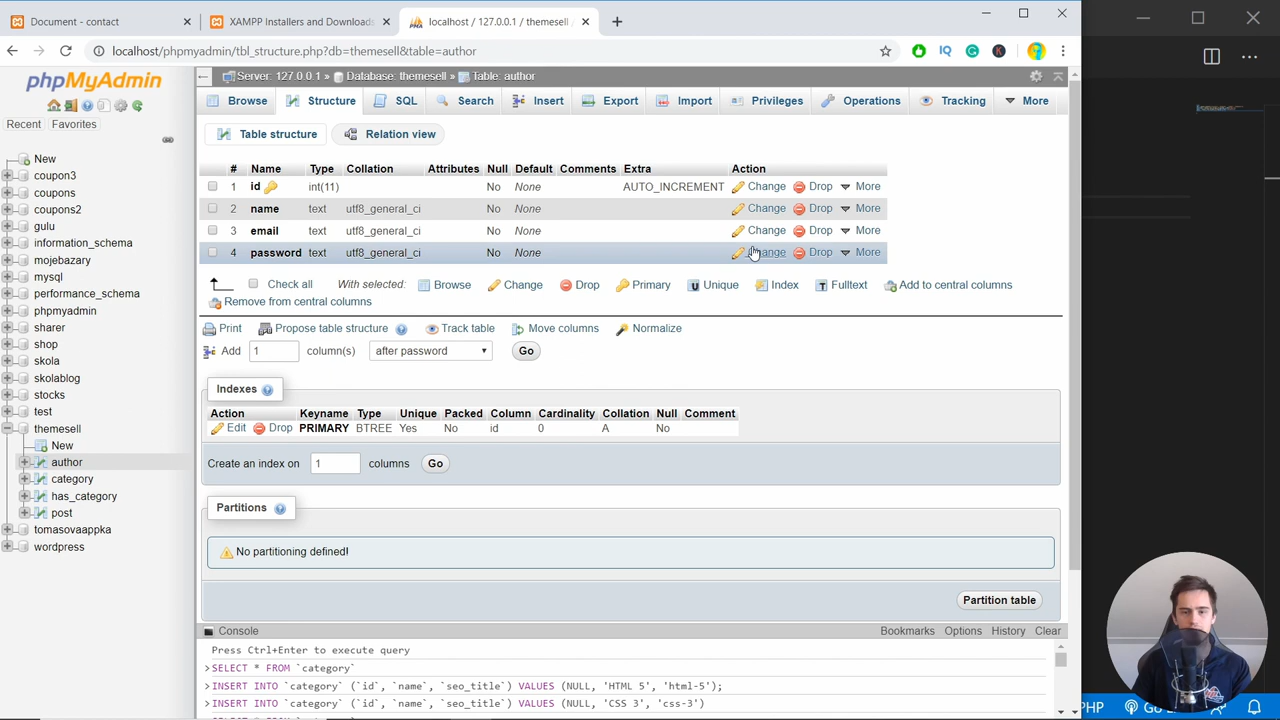 Document - contact
XAMPP Installers and Downloads
localhost / 127.0.0.1 / themesell
localhost/phpmyadmin/tbl_structure.php?db=themesell&table=author
phpMyAdmin
Recent Favorites
New
coupon3
coupons
coupons2
gulu
information_schema
mojebazary
mysql
performance_schema
phpmyadmin
sharer
shop
skola
skolablog
stocks
test
themesell
New
author
category
has_category
post
tomasovaappka
wordpress
Server: 127.0.0.1 » Database: themesell » Table: author
Browse Structure SQL Search Insert Export Import Privileges Operations Tracking More
Table structure Relation view
# Name Type Collation Attributes Null Default Comments Extra Action
1 id int(11) No None AUTO_INCREMENT Change Drop More
2 name text utf8_general_ci No None Change Drop More
3 email text utf8_general_ci No None Change Drop More
4 password text utf8_general_ci No None Change Drop More
Check all With selected: Browse Change Drop Primary Unique Index Fulltext Add to central columns
Remove from central columns
Print Propose table structure Track table Move columns Normalize
Add 1 column(s) after password Go
Indexes
Action Keyname Type Unique Packed Column Cardinality Collation Null Comment
Edit Drop PRIMARY BTREE Yes No id 0 A No
Create an index on 1 columns Go
Partitions
No partitioning defined!
Partition table
Console Bookmarks Options History Clear
Press Ctrl+Enter to execute query
>SELECT * FROM `category`
>INSERT INTO `category` (`id`, `name`, `seo_title`) VALUES (NULL, 'HTML 5', 'html-5');
>INSERT INTO `category` (`id`, `name`, `seo_title`) VALUES (NULL, 'CSS 3', 'css-3')
PHP